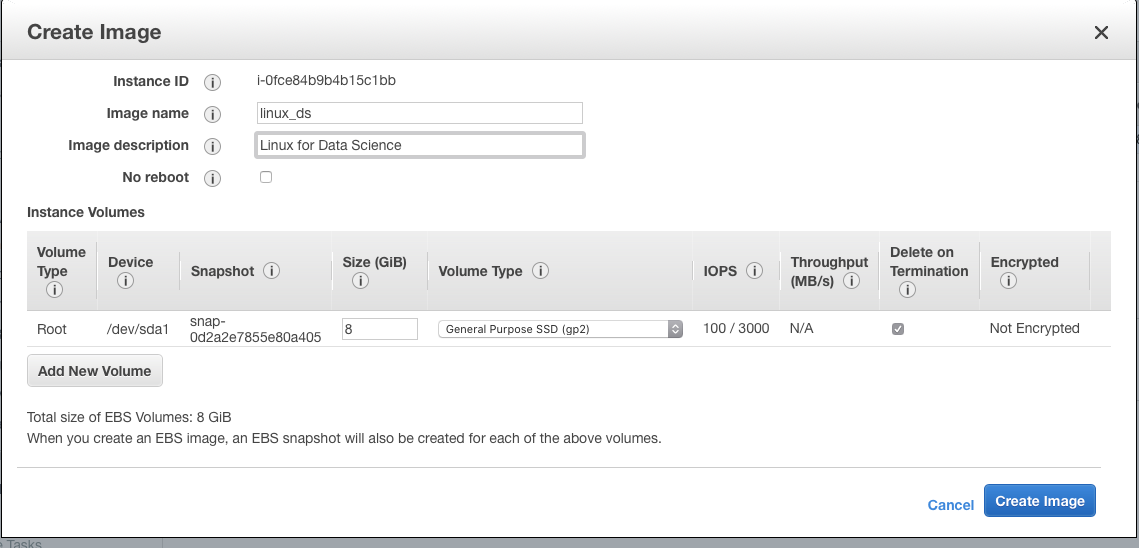 Create Image
Instance ID i-0fce84b9b4b15c1bb
Image name linux_ds
Image description Linux for Data Science
No reboot
Instance Volumes
Volume Type Device Snapshot Size (GiB) Volume Type IOPS Throughput (MB/s) Delete on Termination Encrypted
Root /dev/sda1 snap-0d2a2e7855e80a405 8 General Purpose SSD (gp2) 100 / 3000 N/A Not Encrypted
Add New Volume
Total size of EBS Volumes: 8 GiB
When you create an EBS image, an EBS snapshot will also be created for each of the above volumes.
Cancel Create Image
Tasks